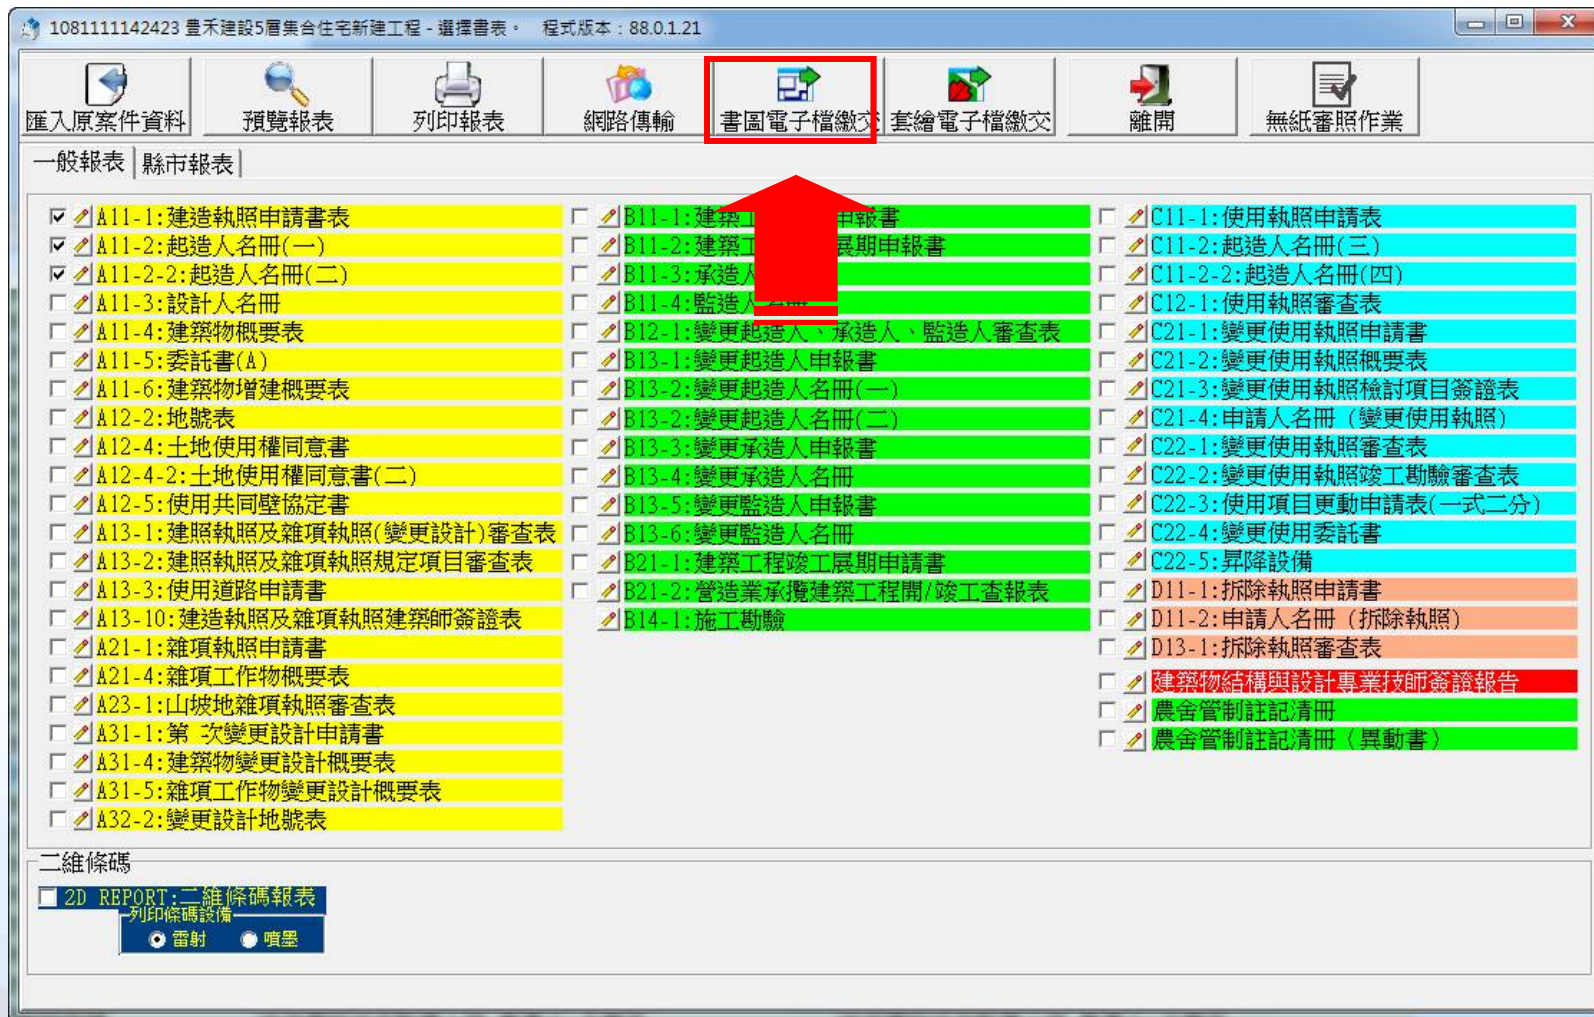 1081111142423 豊禾建設5層集合住宅新建工程 - 選擇書表。 程式版本：88.0.1.21
匯入原案件資料 預覽報表 列印報表 網路傳輸 書圖電子檔繳交 套繪電子檔繳交 離開 無紙審照作業
一般報表 縣市報表
A11-1:建造執照申請書表
A11-2:起造人名冊(一)
A11-2-2:起造人名冊(二)
A11-3:設計人名冊
A11-4:建築物概要表
A11-5:委託書(A)
A11-6:建築物增建概要表
A12-2:地號表
A12-4:土地使用權同意書
A12-4-2:土地使用權同意書(二)
A12-5:使用共同壁協定書
A13-1:建照執照及雜項執照(變更設計)審查表
A13-2:建照執照及雜項執照規定項目審查表
A13-3:使用道路申請書
A13-10:建造執照及雜項執照建築師簽證表
A21-1:雜項執照申請書
A21-4:雜項工作物概要表
A23-1:山坡地雜項執照審查表
A31-1:第 次變更設計申請書
A31-4:建築物變更設計概要表
A31-5:雜項工作物變更設計概要表
A32-2:變更設計地號表
B11-1:建築工 申報書
B11-2:建築工 展期申報書
B11-3:承造人
B11-4:監造人名冊
B12-1:變更起造人、承造人、監造人審查表
B13-1:變更起造人申報書
B13-2:變更起造人名冊(一)
B13-2:變更起造人名冊(二)
B13-3:變更承造人申報書
B13-4:變更承造人名冊
B13-5:變更監造人申報書
B13-6:變更監造人名冊
B21-1:建築工程竣工展期申請書
B21-2:營造業承攬建築工程開/竣工查報表
B14-1:施工勘驗
C11-1:使用執照申請表
C11-2:起造人名冊(三)
C11-2-2:起造人名冊(四)
C12-1:使用執照審查表
C21-1:變更使用執照申請書
C21-2:變更使用執照概要表
C21-3:變更使用執照檢討項目簽證表
C21-4:申請人名冊（變更使用執照）
C22-1:變更使用執照審查表
C22-2:變更使用執照竣工勘驗審查表
C22-3:使用項目更動申請表(一式二分)
C22-4:變更使用委託書
C22-5:昇降設備
D11-1:拆除執照申請書
D11-2:申請人名冊（拆除執照）
D13-1:拆除執照審查表
建築物結構與設計專業技師簽證報告
農舍管制註記清冊
農舍管制註記清冊（異動書）
二維條碼
2D REPORT:二維條碼報表
列印條碼設備
雷射 噴墨